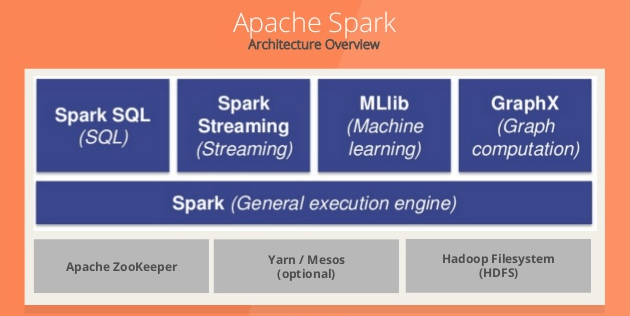 Apache Spark
Architecture Overview
Spark SQL
(SQL)
Spark
Streaming
(Streaming)
MLlib
(Machine
learning)
GraphX
(Graph
computation)
Spark (General execution engine)
Apache ZooKeeper
Yarn / Mesos
(optional)
Hadoop Filesystem
(HDFS)